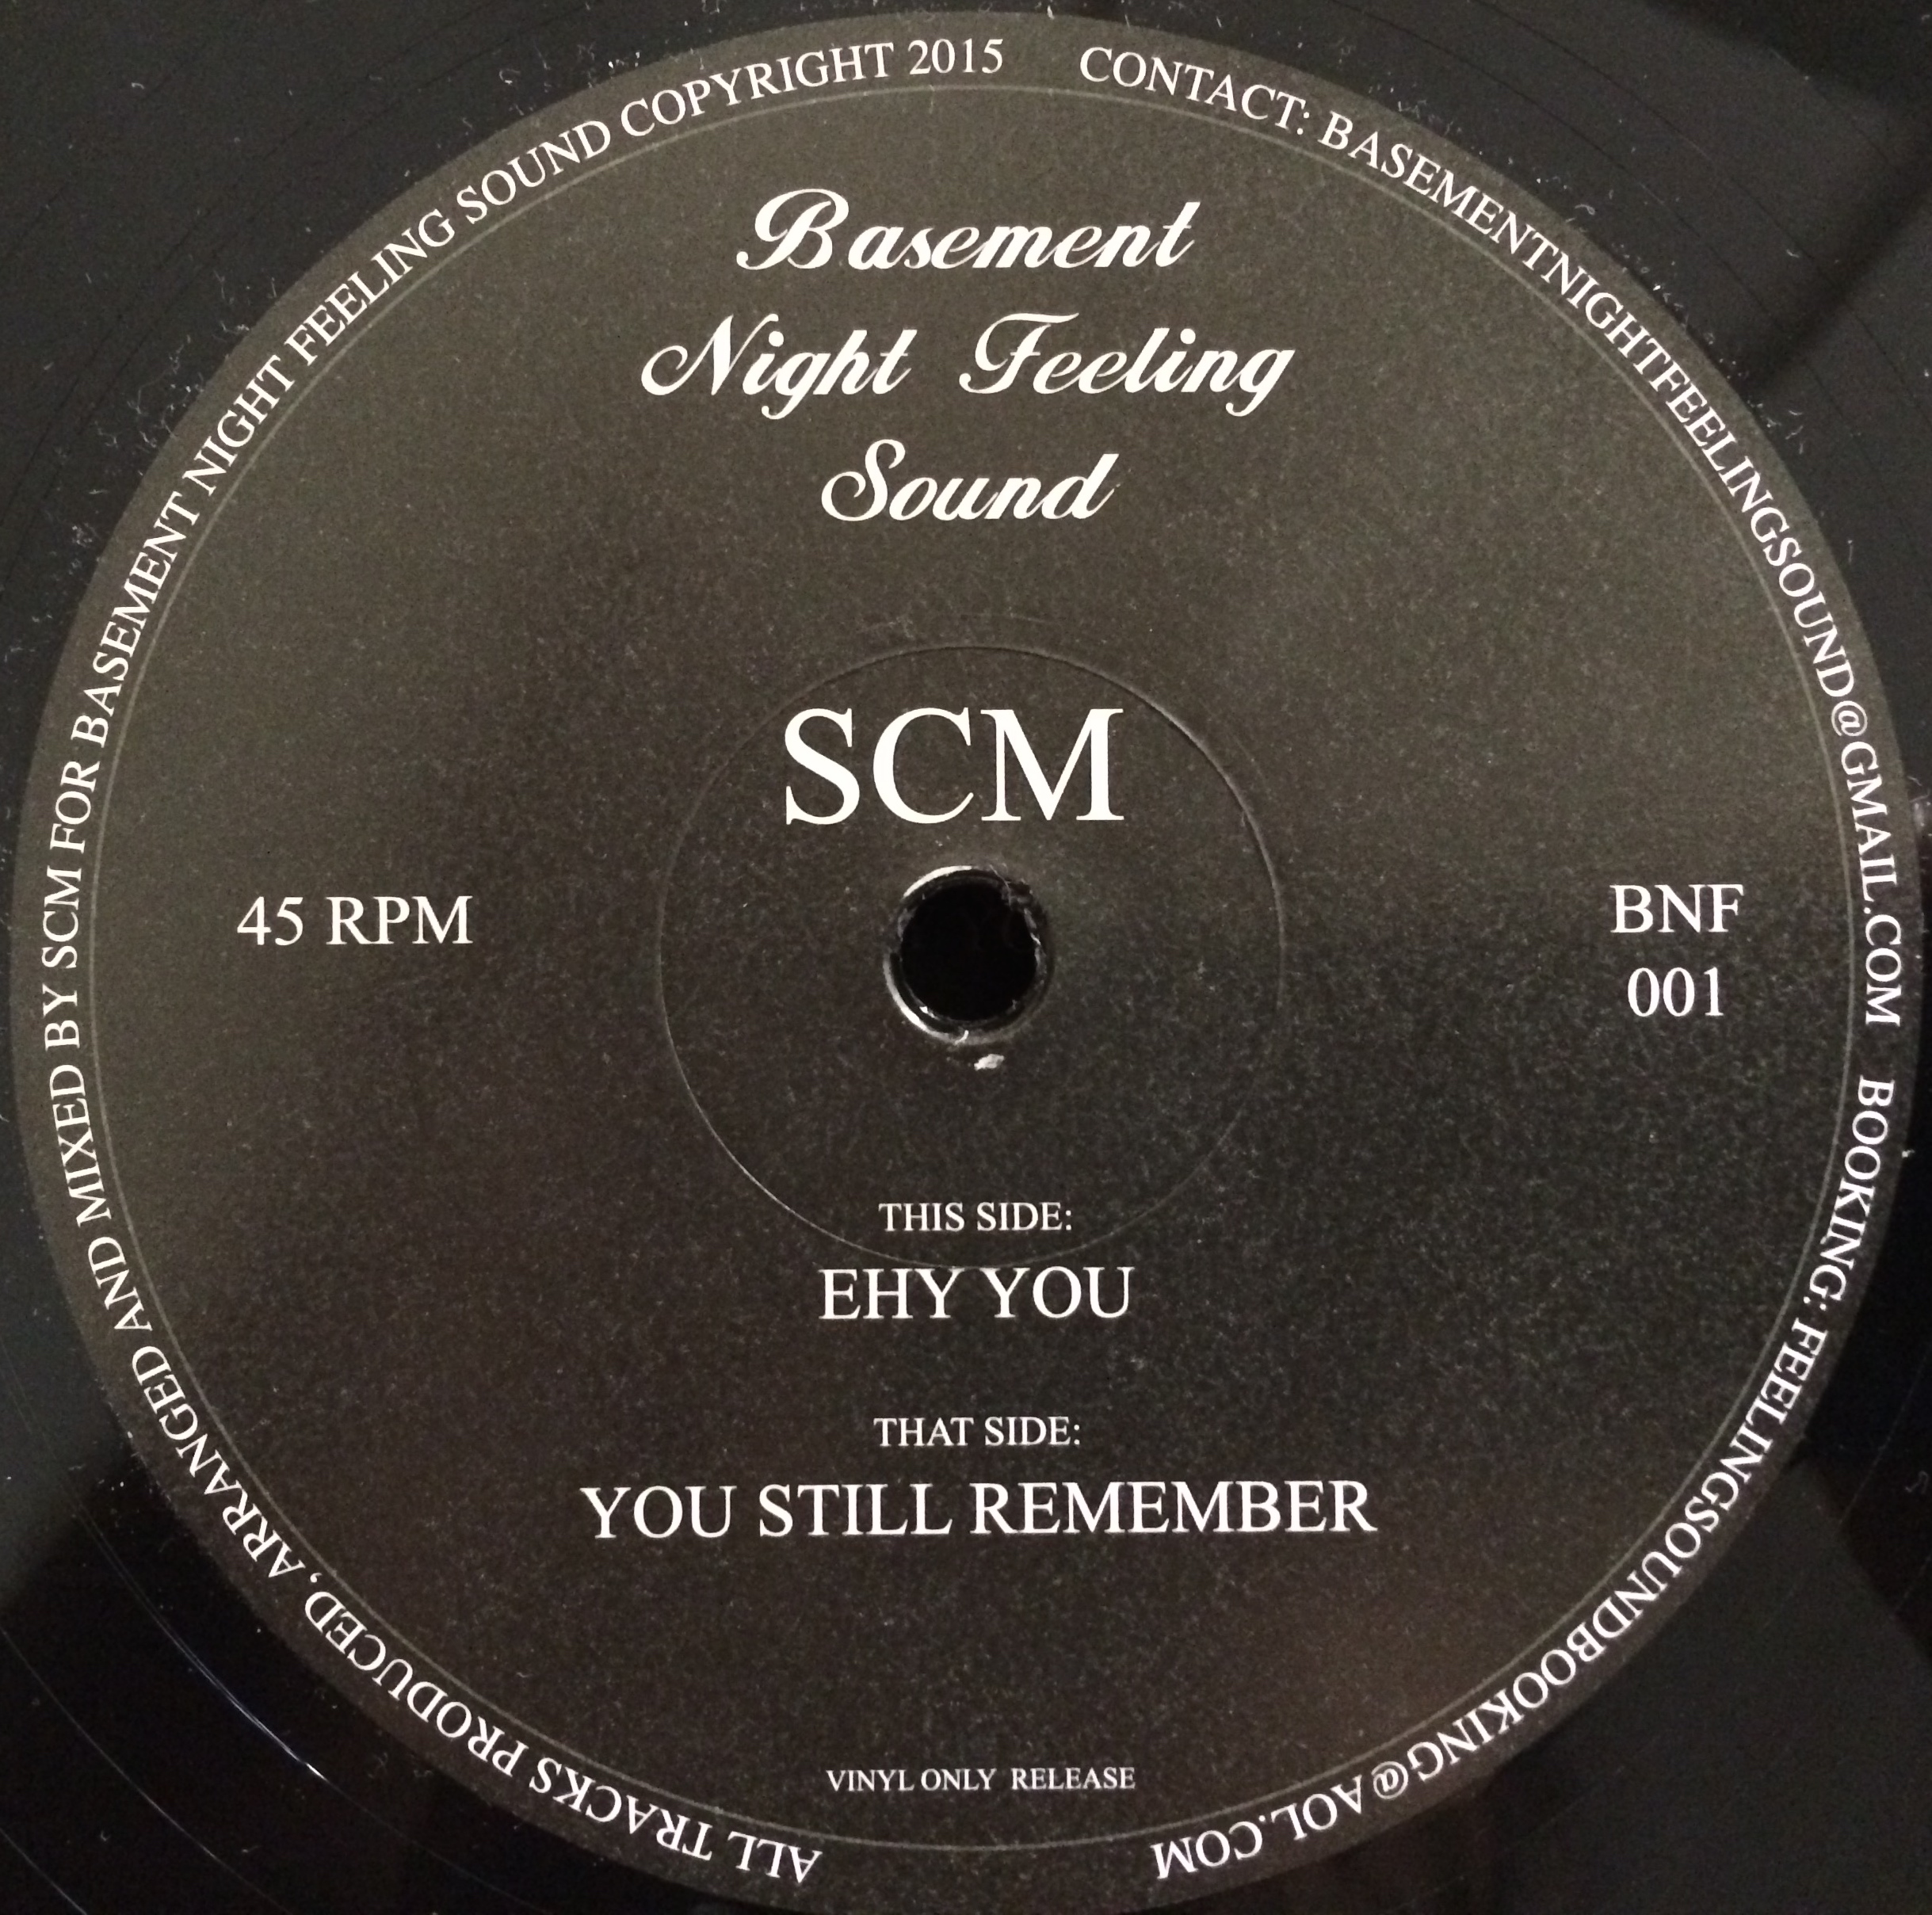 Basement
Night Feeling
Sound
SCM
45 RPM
BNF
001
THIS SIDE:
EHY YOU
THAT SIDE:
YOU STILL REMEMBER
VINYL ONLY RELEASE
ALL TRACKS PRODUCED, ARRANGED AND MIXED BY SCM FOR BASEMENT NIGHT FEELING SOUND COPYRIGHT 2015 CONTACT: BASEMENTNIGHTFEELINGSOUND@GMAIL.COM BOOKING: FEELINGSOUNDBOOKING@AOL.COM